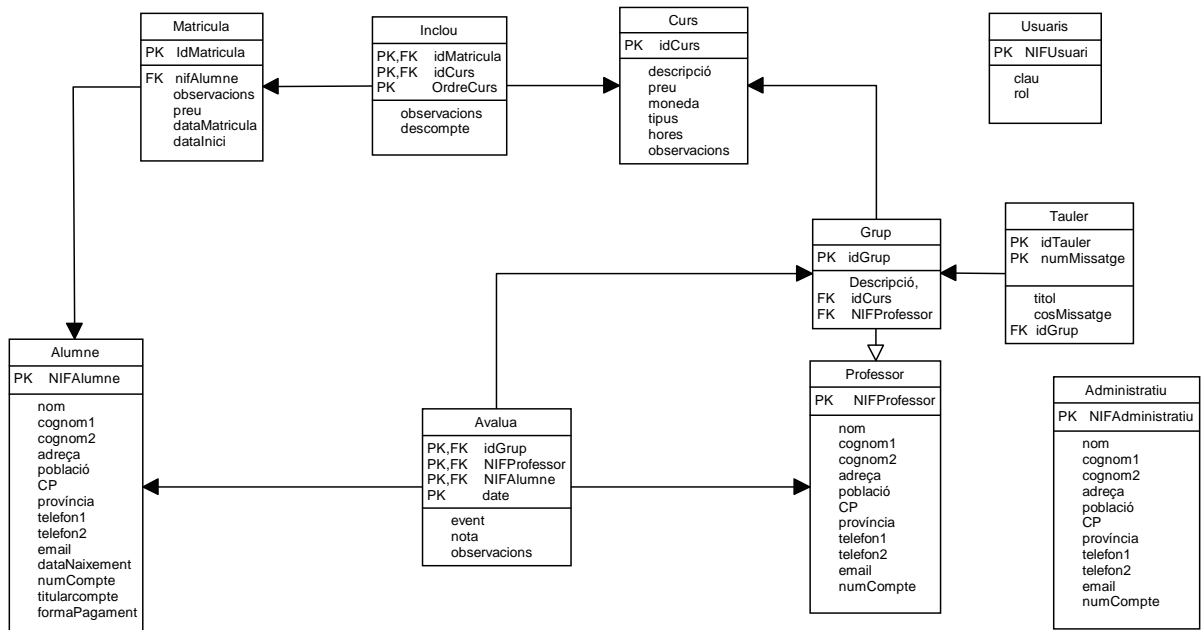 Matricula
PK IdMatricula
FK nifAlumne
observacions
preu
dataMatricula
dataInici
Inclou
PK,FK idMatricula
PK,FK idCurs
PK OrdreCurs
observacions
descompte
Curs
PK idCurs
descripció
preu
moneda
tipus
hores
observacions
Usuaris
PK NIFUsuari
clau
rol
Grup
PK idGrup
Descripció,
FK idCurs
FK NIFProfessor
Tauler
PK idTauler
PK numMissatge
titol
cosMissatge
FK idGrup
Alumne
PK NIFAlumne
nom
cognom1
cognom2
adreça
població
CP
província
telefon1
telefon2
email
dataNaixement
numCompte
titularcompte
formaPagament
Avalua
PK,FK idGrup
PK,FK NIFProfessor
PK,FK NIFAlumne
PK date
event
nota
observacions
Professor
PK NIFProfessor
nom
cognom1
cognom2
adreça
població
CP
província
telefon1
telefon2
email
numCompte
Administratiu
PK NIFAdministratiu
nom
cognom1
cognom2
adreça
població
CP
província
telefon1
telefon2
email
numCompte